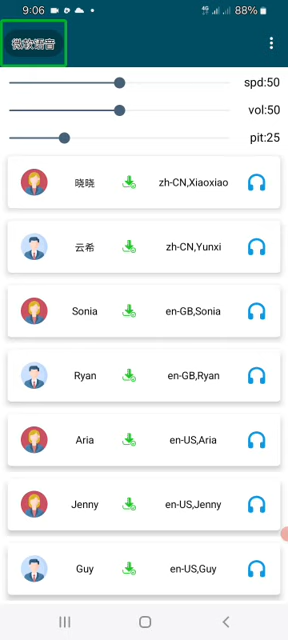 9:06
88%
微软语音
spd:50
vol:50
pit:25
晓晓 zh-CN,Xiaoxiao
云希 zh-CN,Yunxi
Sonia en-GB,Sonia
Ryan en-GB,Ryan
Aria en-US,Aria
Jenny en-US,Jenny
Guy en-US,Guy